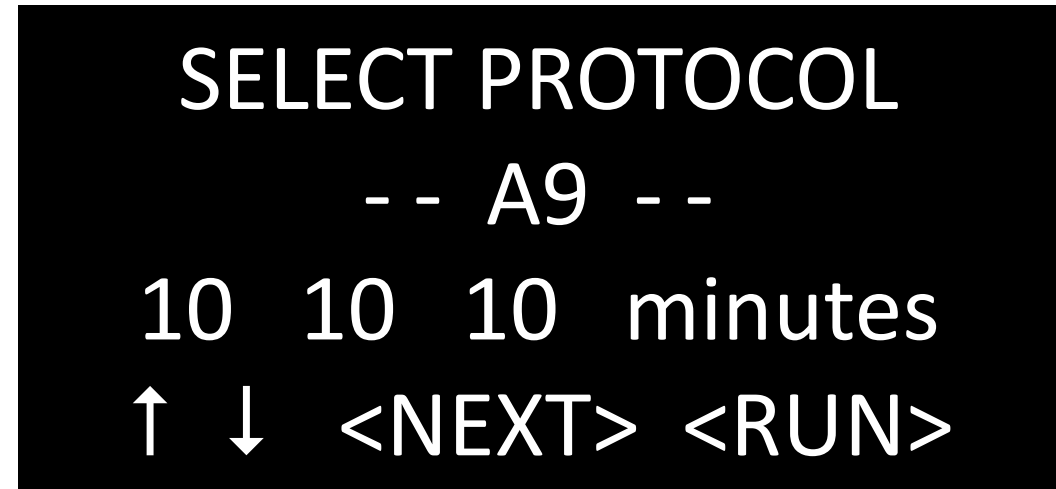 SELECT PROTOCOL
- - A9 - -
10 10 10 minutes
↑ ↓ <NEXT> <RUN>